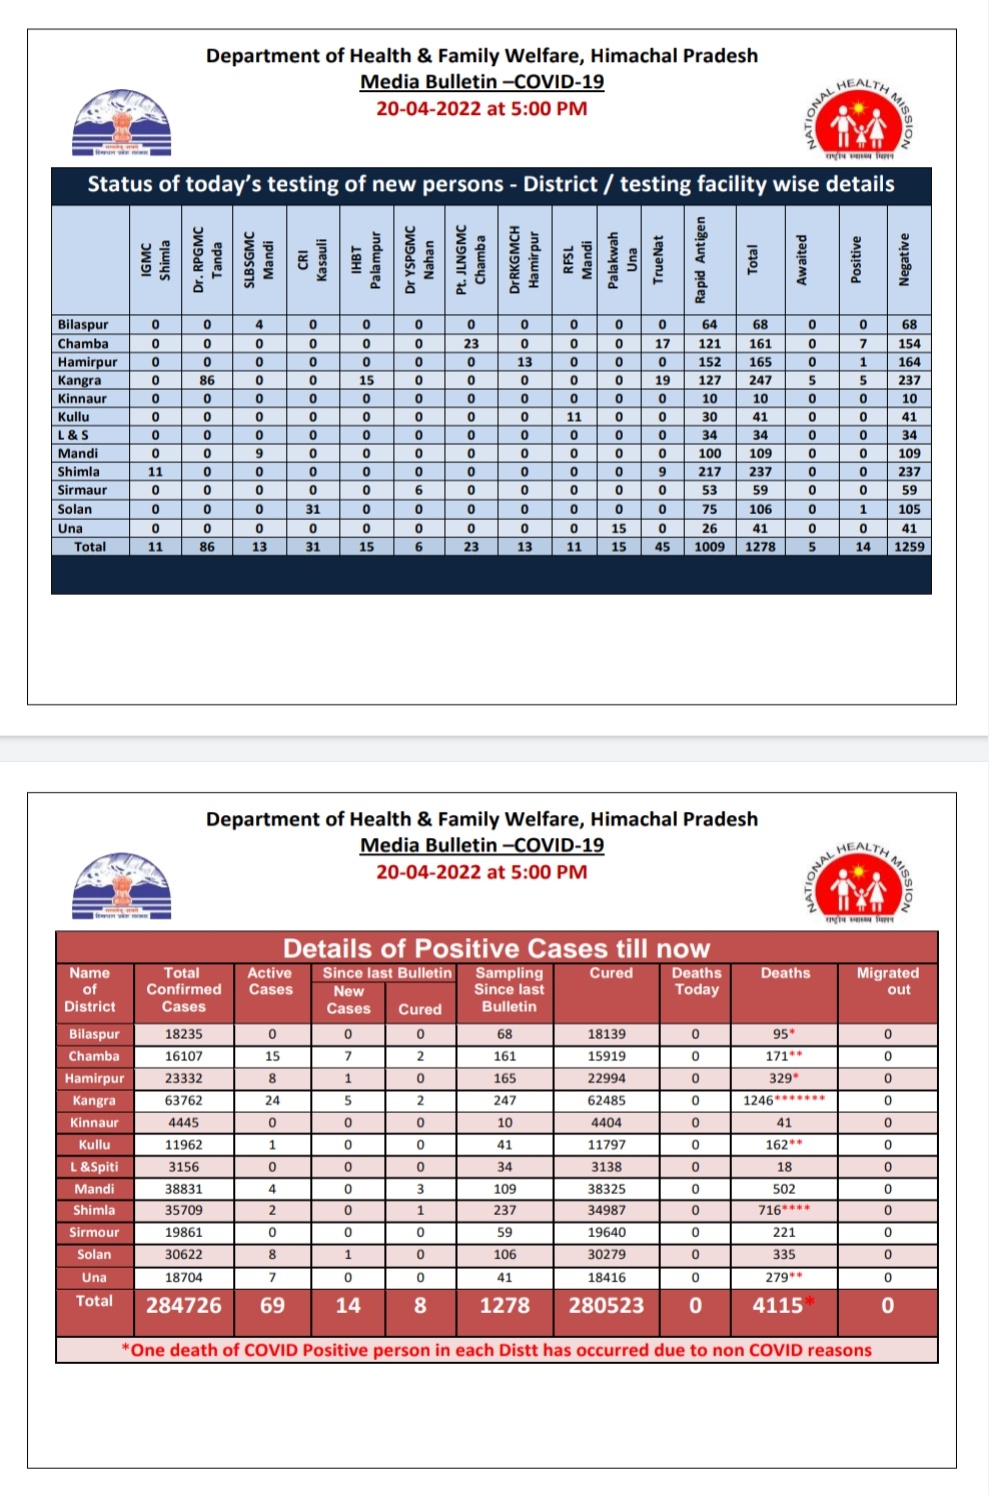 Department of Health & Family Welfare, Himachal Pradesh
Media Bulletin –COVID-19
20-04-2022 at 5:00 PM
NATIONAL HEALTH MISSION
राष्ट्रीय स्वास्थ्य मिशन
Status of today's testing of new persons - District / testing facility wise details
IGMC Shimla Dr. RPGMC Tanda SLBSGMC Mandi CRI Kasauli IHBT Palampur Dr YSPGMC Nahan Pt. JLNGMC Chamba DrRKGMCH Hamirpur RFSL Mandi Palakwah Una TrueNat Rapid Antigen Total Awaited Positive Negative
Bilaspur 0 0 4 0 0 0 0 0 0 0 0 64 68 0 0 68
Chamba 0 0 0 0 0 0 23 0 0 0 17 121 161 0 7 154
Hamirpur 0 0 0 0 0 0 0 13 0 0 0 152 165 0 1 164
Kangra 0 86 0 0 15 0 0 0 0 0 19 127 247 5 5 237
Kinnaur 0 0 0 0 0 0 0 0 0 0 0 10 10 0 0 10
Kullu 0 0 0 0 0 0 0 0 11 0 0 30 41 0 0 41
L & S 0 0 0 0 0 0 0 0 0 0 0 34 34 0 0 34
Mandi 0 0 9 0 0 0 0 0 0 0 0 100 109 0 0 109
Shimla 11 0 0 0 0 0 0 0 0 0 9 217 237 0 0 237
Sirmaur 0 0 0 0 0 6 0 0 0 0 0 53 59 0 0 59
Solan 0 0 0 31 0 0 0 0 0 0 0 75 106 0 1 105
Una 0 0 0 0 0 0 0 0 0 15 0 26 41 0 0 41
Total 11 86 13 31 15 6 23 13 11 15 45 1009 1278 5 14 1259
Department of Health & Family Welfare, Himachal Pradesh
Media Bulletin –COVID-19
20-04-2022 at 5:00 PM
NATIONAL HEALTH MISSION
राष्ट्रीय स्वास्थ्य मिशन
Details of Positive Cases till now
Name of District Total Confirmed Cases Active Cases Since last Bulletin New Cases Cured Sampling Since last Bulletin Cured Deaths Today Deaths Migrated out
Bilaspur 18235 0 0 0 68 18139 0 95* 0
Chamba 16107 15 7 2 161 15919 0 171** 0
Hamirpur 23332 8 1 0 165 22994 0 329* 0
Kangra 63762 24 5 2 247 62485 0 1246******* 0
Kinnaur 4445 0 0 0 10 4404 0 41 0
Kullu 11962 1 0 0 41 11797 0 162** 0
L &Spiti 3156 0 0 0 34 3138 0 18 0
Mandi 38831 4 0 3 109 38325 0 502 0
Shimla 35709 2 0 1 237 34987 0 716**** 0
Sirmour 19861 0 0 0 59 19640 0 221 0
Solan 30622 8 1 0 106 30279 0 335 0
Una 18704 7 0 0 41 18416 0 279** 0
Total 284726 69 14 8 1278 280523 0 4115* 0
*One death of COVID Positive person in each Distt has occurred due to non COVID reasons